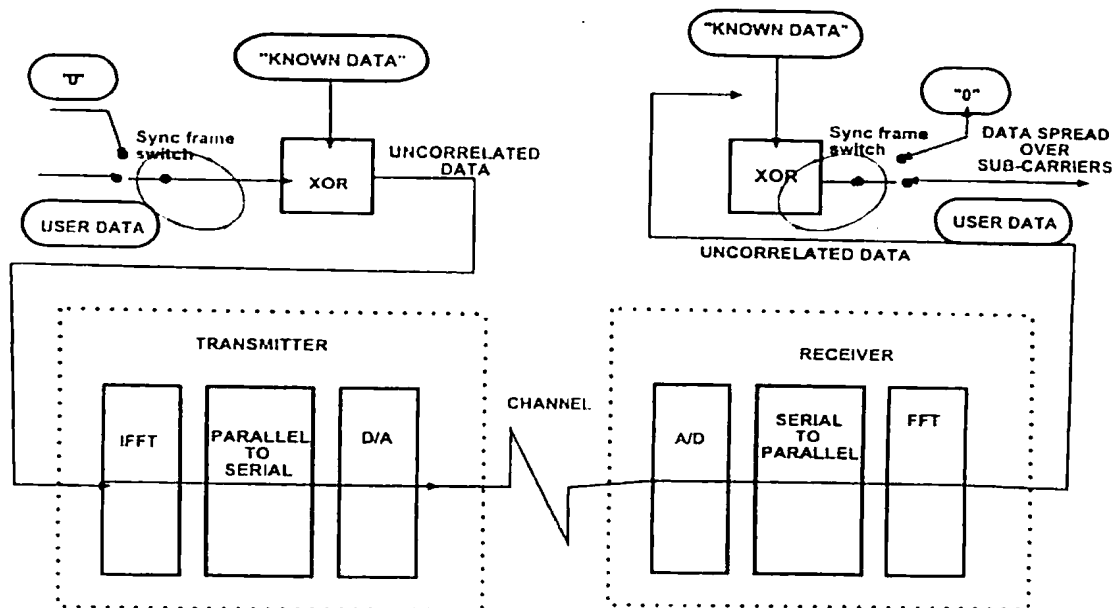 "KNOWN DATA"
"0"
Sync frame
switch
XOR
UNCORRELATED
DATA
USER DATA
"KNOWN DATA"
"0"
Sync frame
switch
DATA SPREAD
OVER
SUB-CARRIERS
XOR
USER DATA
UNCORRELATED DATA
TRANSMITTER
IFFT
PARALLEL
TO
SERIAL
D/A
CHANNEL
RECEIVER
A/D
SERIAL
TO
PARALLEL
FFT